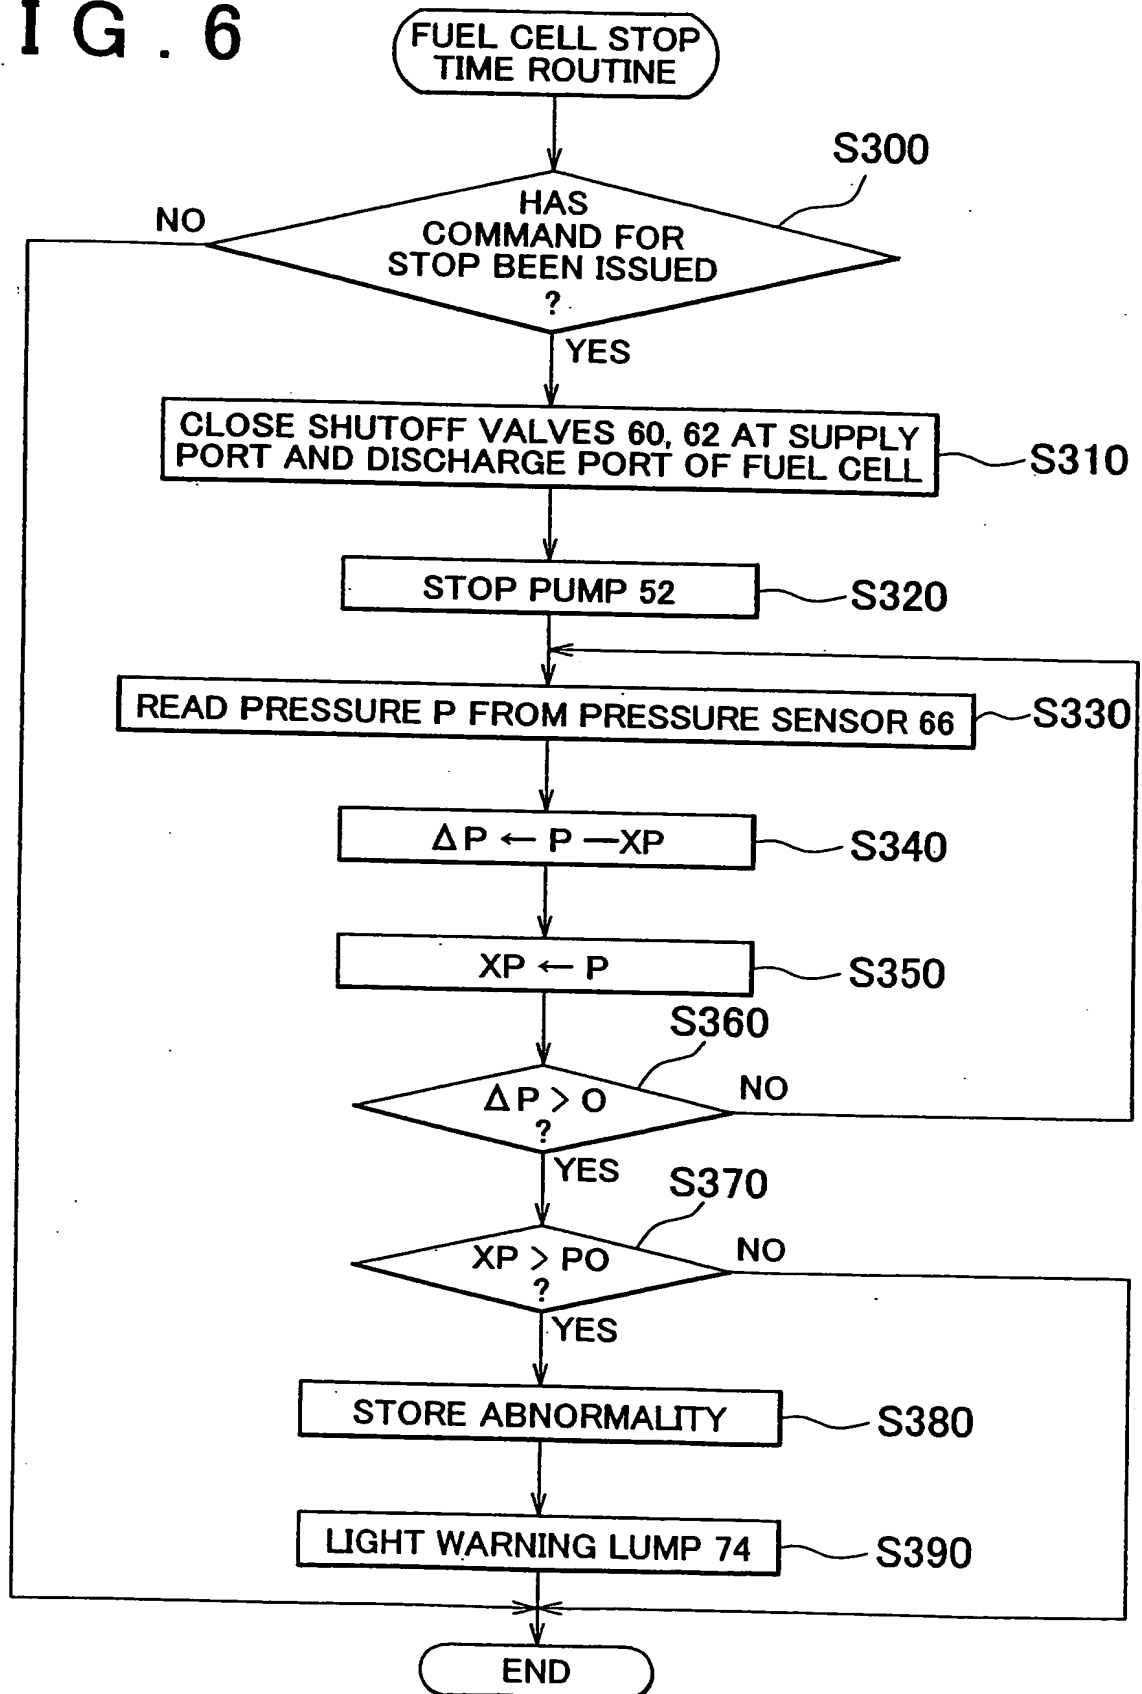 I G . 6
FUEL CELL STOP
TIME ROUTINE
S300
HAS
COMMAND FOR
STOP BEEN ISSUED
?
NO
YES
CLOSE SHUTOFF VALVES 60, 62 AT SUPPLY
PORT AND DISCHARGE PORT OF FUEL CELL
S310
STOP PUMP 52
S320
READ PRESSURE P FROM PRESSURE SENSOR 66
S330
ΔP ← P —XP
S340
XP ← P
S350
S360
ΔP > O
?
NO
YES
S370
XP > PO
?
NO
YES
STORE ABNORMALITY
S380
LIGHT WARNING LUMP 74
S390
END